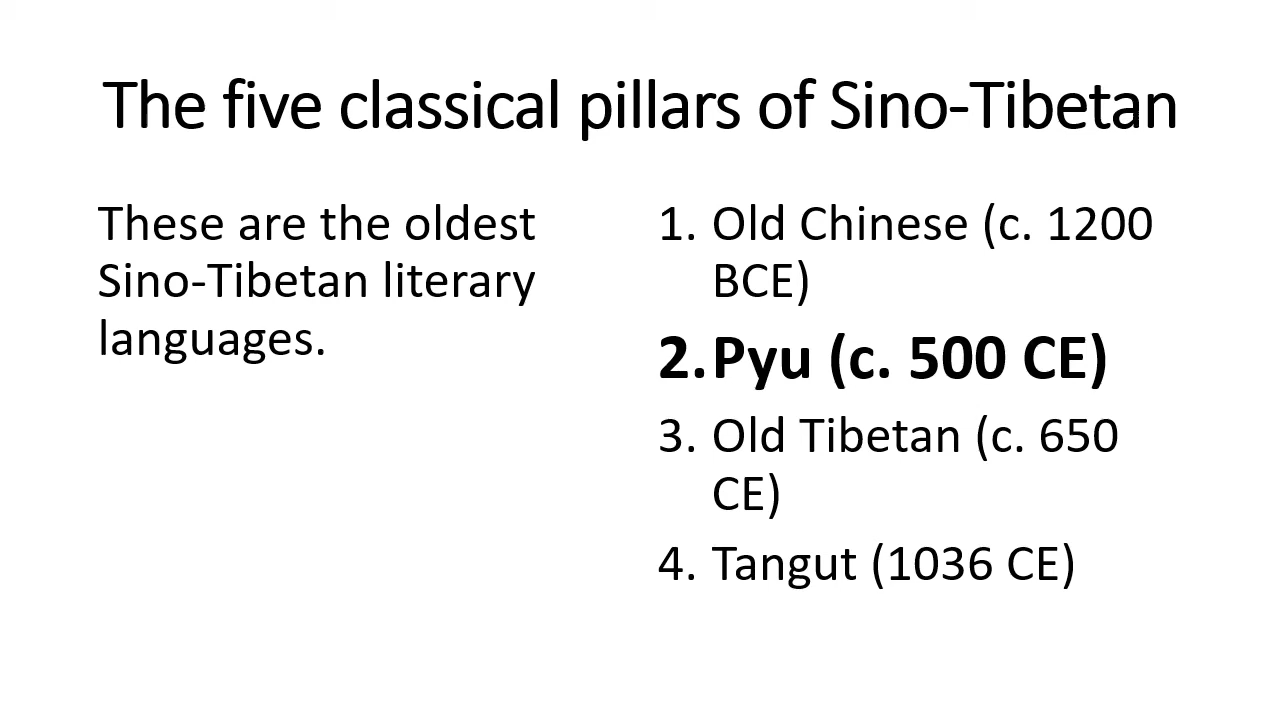 The five classical pillars of Sino-Tibetan
These are the oldest
Sino-Tibetan literary
languages.
1. Old Chinese (c. 1200
BCE)
2. Pyu (c. 500 CE)
3. Old Tibetan (c. 650
CE)
4. Tangut (1036 CE)